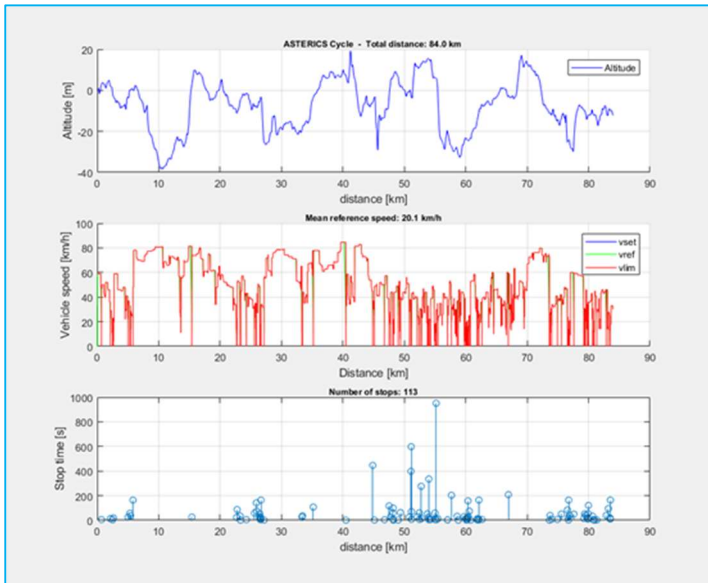 ASTERICS Cycle - Total distance: 84.0 km
20
0
-20
-40
Altitude [m]
Altitude
0 10 20 30 40 50 60 70 80 90
distance [km]
Mean reference speed: 20.1 km/h
100
80
60
40
20
0
Vehicle speed [km/h]
vset
vref
vlim
0 10 20 30 40 50 60 70 80 90
Distance [km]
Number of stops: 113
1000
800
600
400
200
0
Stop time [s]
0 10 20 30 40 50 60 70 80 90
distance [km]